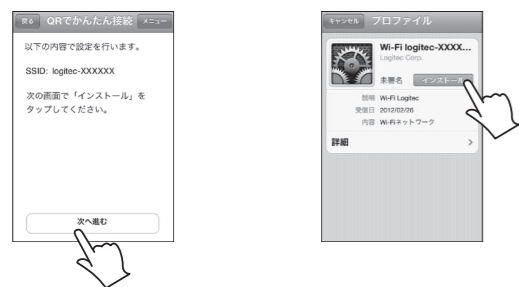 戻る QRでかんたん接続 メニュー
以下の内容で設定を行います。
SSID: logitec-XXXXXX
次の画面で「インストール」を
タップしてください。
次へ進む
キャンセル プロファイル
Wi-Fi logitec-XXXX...
Logitec Corp.
未署名 インストール
説明 Wi-Fi Logitec
受信日 2012/02/26
内容 Wi-Fiネットワーク
詳細